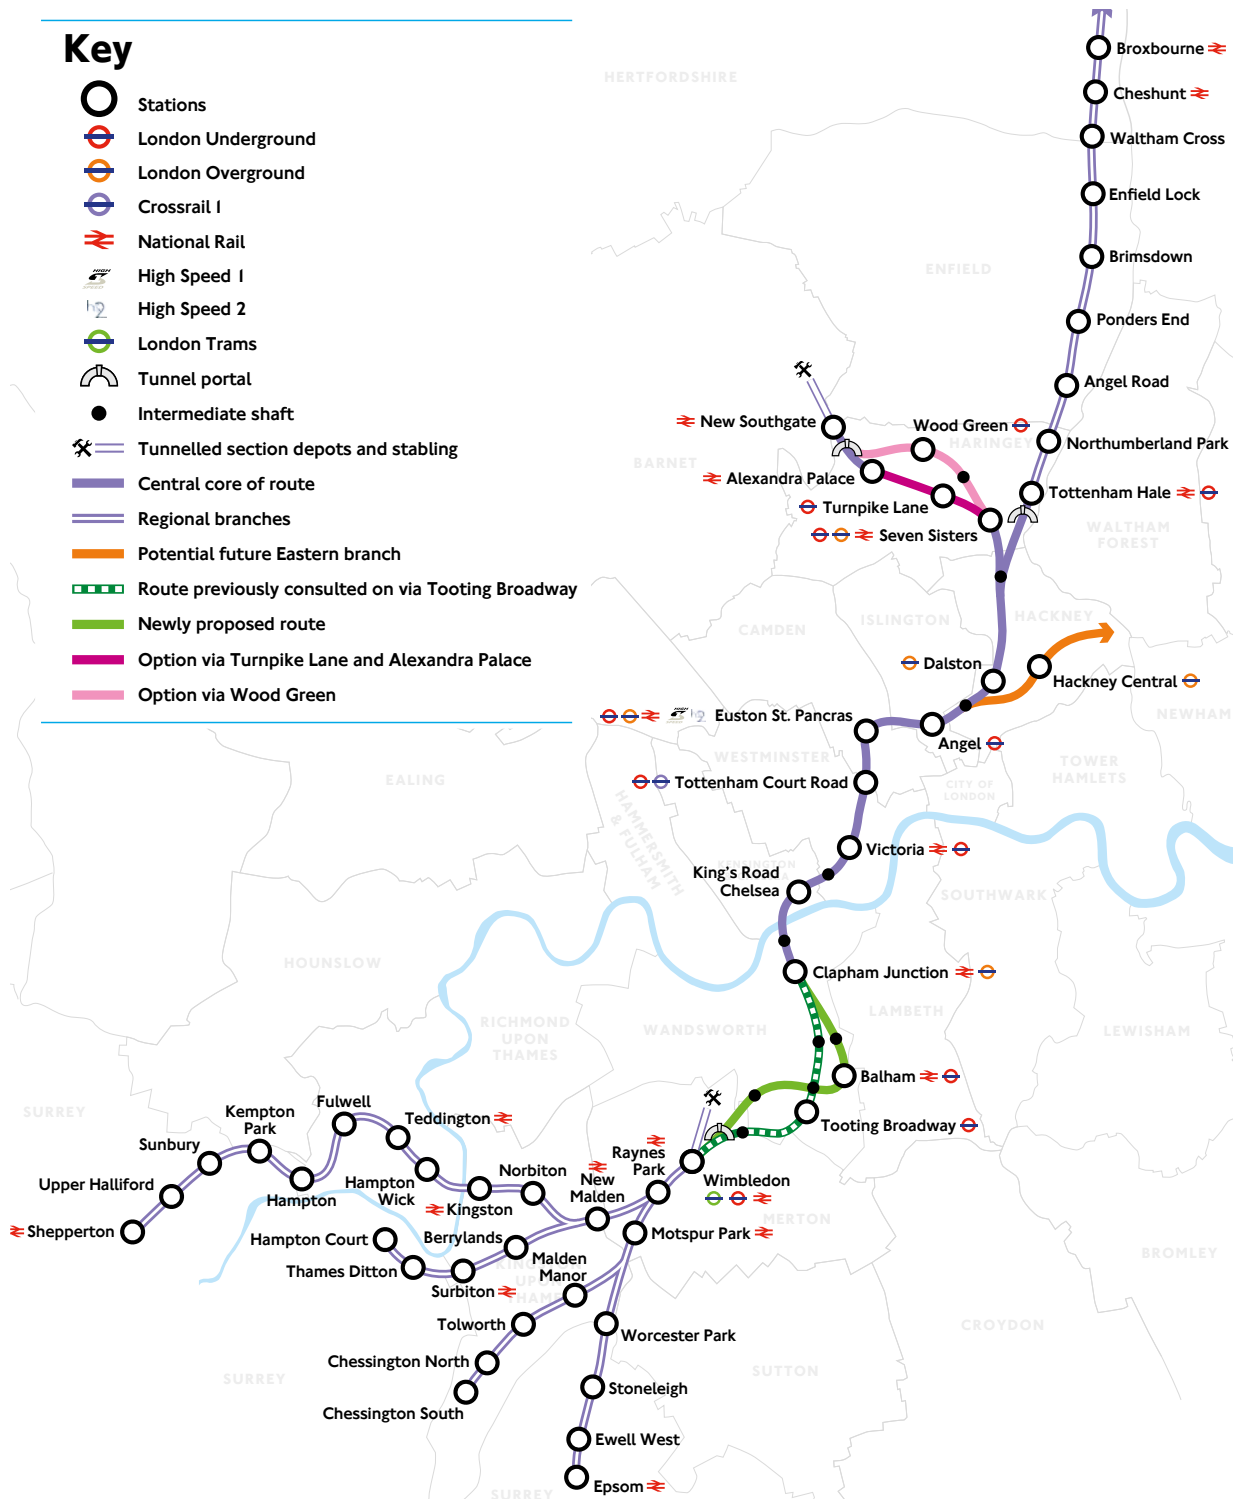 Key
Stations
London Underground
London Overground
Crossrail 1
National Rail
High Speed 1
High Speed 2
London Trams
Tunnel portal
Intermediate shaft
Tunnelled section depots and stabling
Central core of route
Regional branches
Potential future Eastern branch
Route previously consulted on via Tooting Broadway
Newly proposed route
Option via Turnpike Lane and Alexandra Palace
Option via Wood Green
HERTFORDSHIRE
Broxbourne
Cheshunt
Waltham Cross
Enfield Lock
Brimsdown
ENFIELD
Ponders End
Angel Road
New Southgate
Wood Green
HARINGEY
Northumberland Park
BARNET
Alexandra Palace
Tottenham Hale
Turnpike Lane
Seven Sisters
WALTHAM
FOREST
ISLINGTON
HACKNEY
CAMDEN
Dalston
Hackney Central
NEWHAM
HIGH
Euston St. Pancras
Angel
WESTMINSTER
TOWER
HAMLETS
EALING
Tottenham Court Road
CITY OF
LONDON
HAMMERSMITH
& FULHAM
Victoria
KENSINGTON
King's Road
Chelsea
SOUTHWARK
HOUNSLOW
Clapham Junction
RICHMOND
UPON
THAMES
WANDSWORTH
LAMBETH
LEWISHAM
Balham
SURREY
Fulwell
Kempton
Park
Teddington
Tooting Broadway
Sunbury
Raynes
Park
Norbiton
New
Malden
Wimbledon
Upper Halliford
Hampton
Hampton
Wick
Kingston
MERTON
Shepperton
Hampton Court
Berrylands
Motspur Park
Thames Ditton
Malden
Manor
KINGSTON
UPON
THAMES
Surbiton
BROMLEY
Tolworth
Worcester Park
CROYDON
Chessington North
SURREY
SUTTON
Stoneleigh
Chessington South
Ewell West
Epsom
SURREY